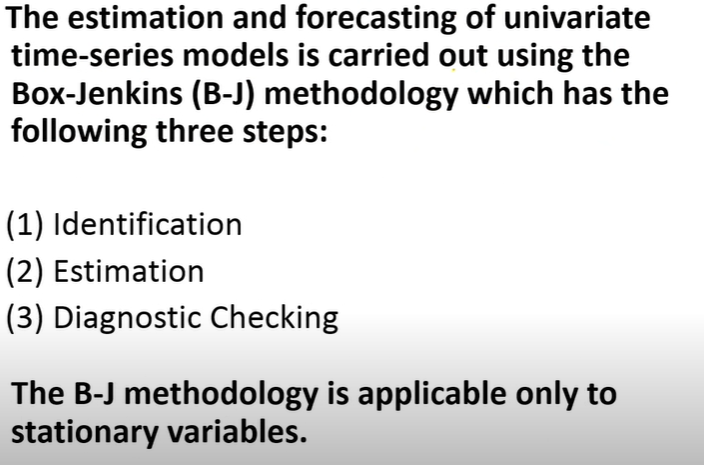 The estimation and forecasting of univariate
time-series models is carried out using the
Box-Jenkins (B-J) methodology which has the
following three steps:
(1) Identification
(2) Estimation
(3) Diagnostic Checking
The B-J methodology is applicable only to
stationary variables.